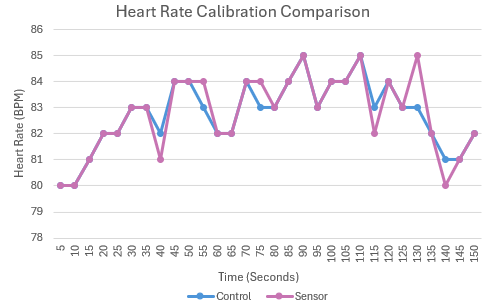 Heart Rate Calibration Comparison
86
85
84
83
82
81
80
79
78
Heart Rate (BPM)
5 10 15 20 25 30 35 40 45 50 55 60 65 70 75 80 85 90 95 100 105 110 115 120 125 130 135 140 145 150
Time (Seconds)
Control Sensor